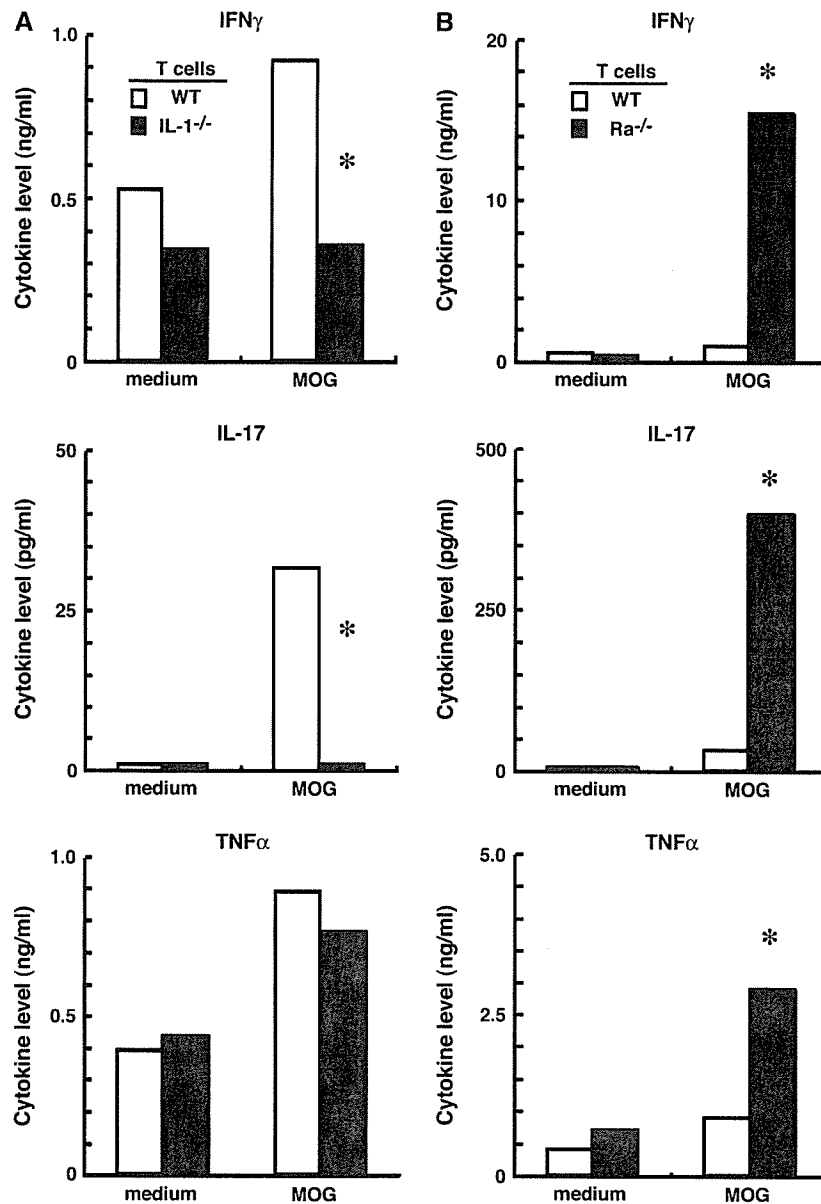 A
IFNγ
Cytokine level (ng/ml)
1.0
0.5
0
T cells
WT
IL-1-/-
*
medium
MOG
B
IFNγ
Cytokine level (ng/ml)
20
10
0
T cells
WT
Ra-/-
*
medium
MOG
IL-17
Cytokine level (pg/ml)
50
25
0
*
medium
MOG
IL-17
Cytokine level (pg/ml)
500
250
0
*
medium
MOG
TNFα
Cytokine level (ng/ml)
1.0
0.5
0
medium
MOG
TNFα
Cytokine level (ng/ml)
5.0
2.5
0
*
medium
MOG